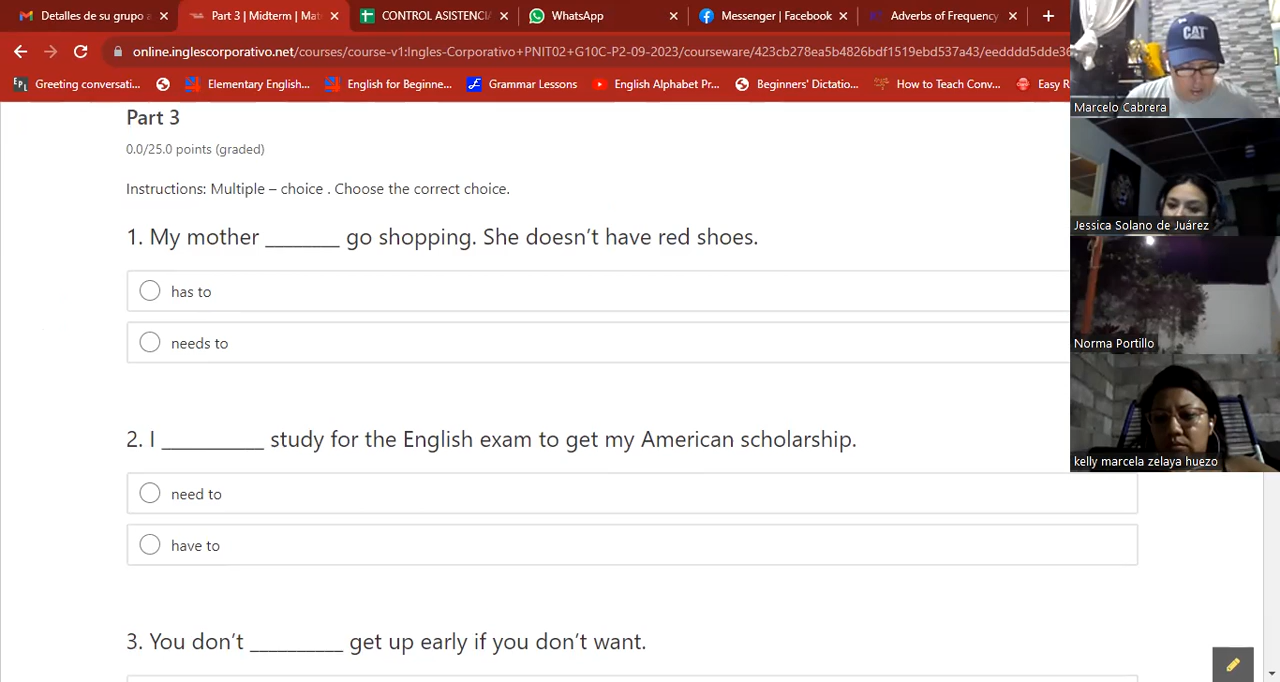 Detalles de su grupo a
Part 3 | Midterm | Mat
CONTROL ASISTENCIA
WhatsApp
Messenger | Facebook
Adverbs of Frequency
online.inglescorporativo.net/courses/course-v1:Ingles-Corporativo+PNIT02+G10C-P2-09-2023/courseware/423cb278ea5b4826bdf1519ebd537a43/eedddd5dde36
Greeting conversati...
Elementary English...
English for Beginne...
Grammar Lessons
English Alphabet Pr...
Beginners' Dictatio...
How to Teach Conv...
Easy R
CAT
Marcelo Cabrera
Jessica Solano de Juárez
Norma Portillo
kelly marcela zelaya huezo
Part 3
0.0/25.0 points (graded)
Instructions: Multiple – choice . Choose the correct choice.
1. My mother ________ go shopping. She doesn’t have red shoes.
has to
needs to
2. I __________ study for the English exam to get my American scholarship.
need to
have to
3. You don’t __________ get up early if you don’t want.